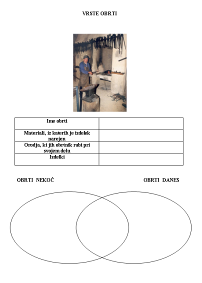 VRSTE OBRTI
Ime obrti
Materiali, iz katerih je izdelek
narejen
Orodja, ki jih obrtnik rabi pri
svojem delu
Izdelki
OBRTI NEKOČ OBRTI DANES